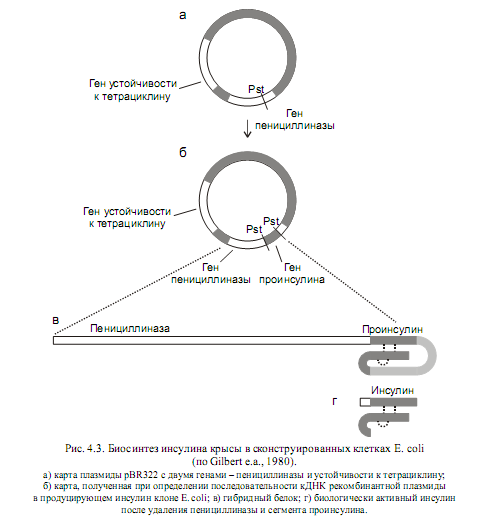 а
Ген устойчивости
к тетрациклину
Pst
Ген
пенициллиназы
б
Ген устойчивости
к тетрациклину
Pst
Pst
Ген
пенициллиназы
Ген
проинсулина
в
Пенициллиназа
Проинсулин
г
Инсулин
Рис. 4.3. Биосинтез инсулина крысы в сконструированных клетках E. coli
(по Gilbert e.a., 1980).
а) карта плазмиды pBR322 с двумя генами – пенициллиназы и устойчивости к тетрациклину;
б) карта, полученная при определении последовательности кДНК рекомбинантной плазмиды
в продуцирующем инсулин клоне E. coli; в) гибридный белок; г) биологически активный инсулин
после удаления пенициллиназы и сегмента проинсулина.